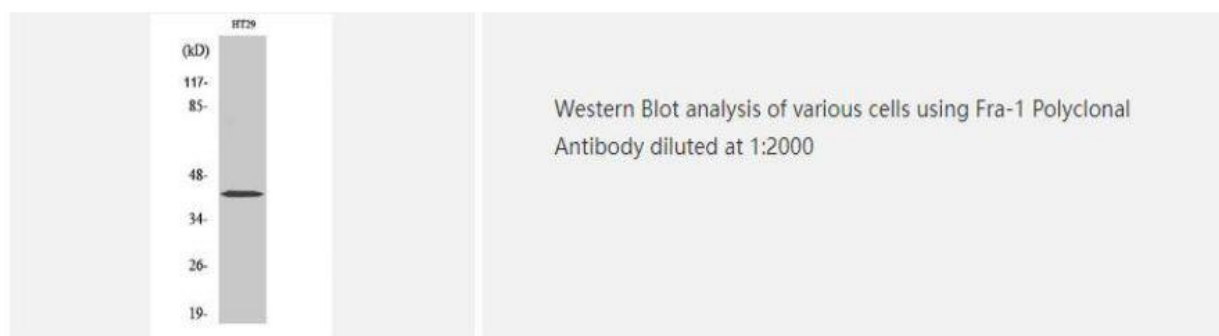 HT29
(kD)
117-
85-
48-
34-
26-
19-
Western Blot analysis of various cells using Fra-1 Polyclonal
Antibody diluted at 1:2000